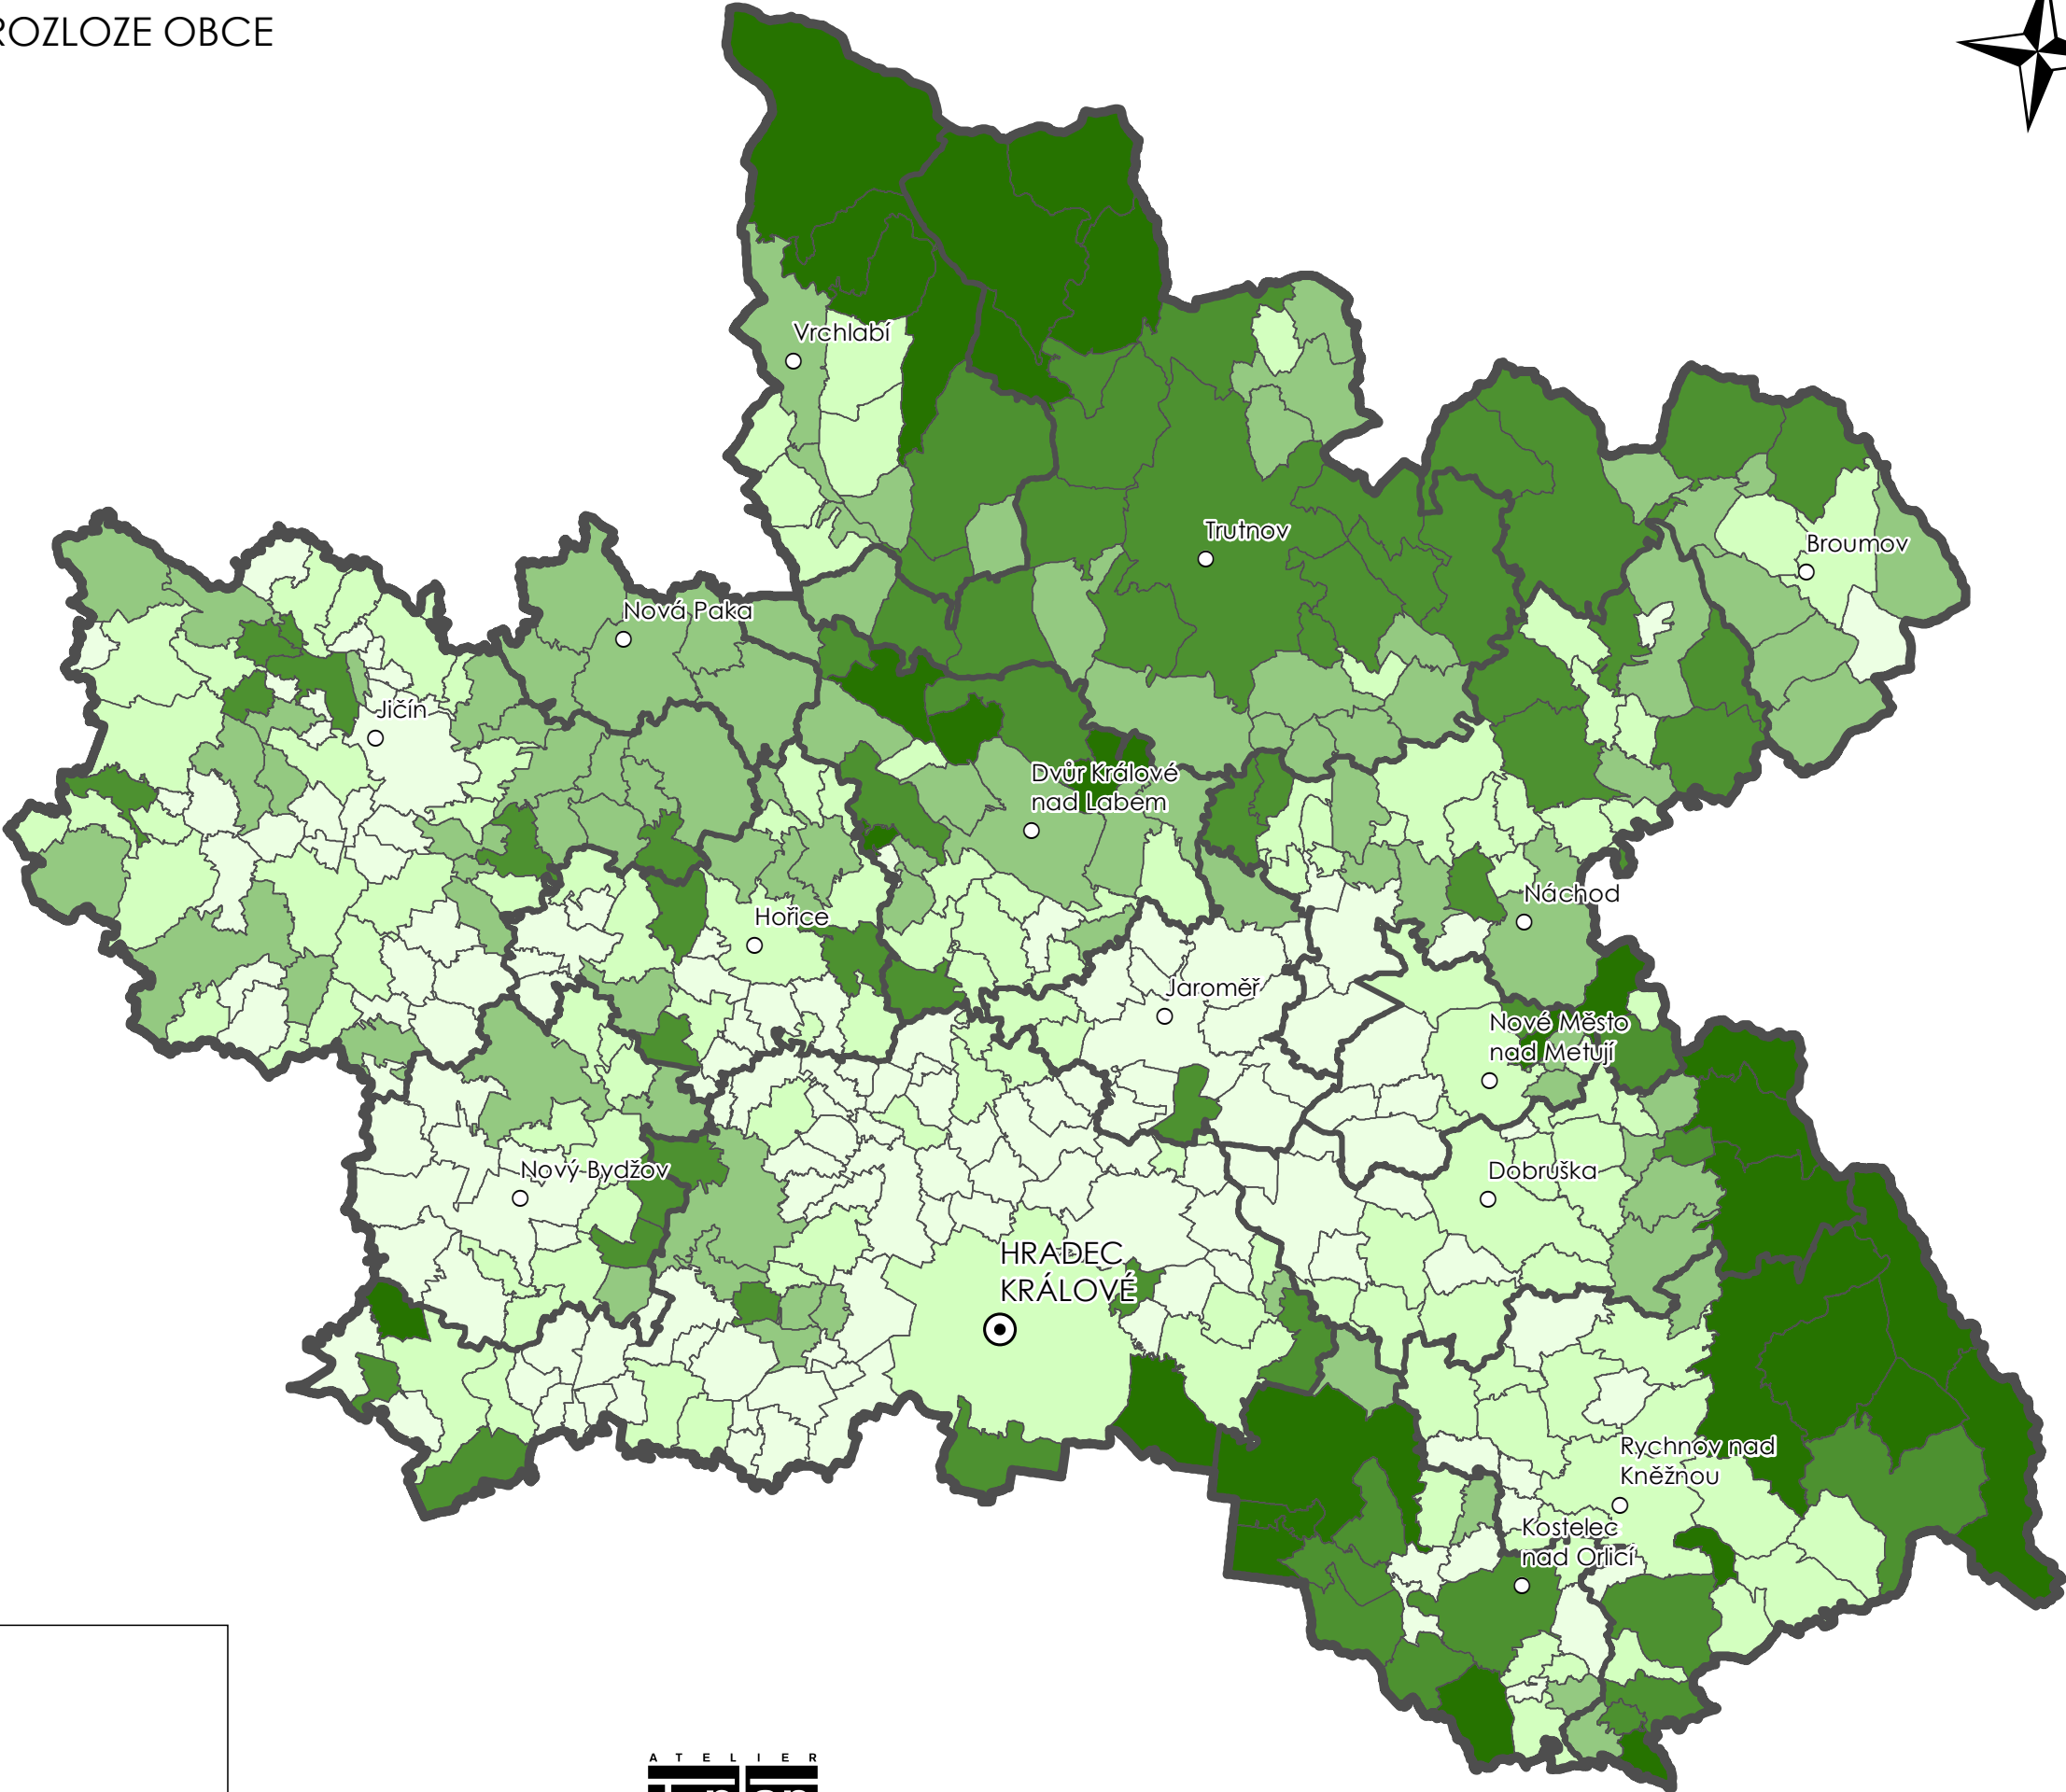 ROZLOZE OBCE
Vrchlabí
Trutnov
Broumov
Nová Paka
Jičín
Dvůr Králové
nad Labem
Náchod
Hořice
Jaroměř
Nové Město
nad Metují
Nový Bydžov
Dobruška
HRADEC
KRÁLOVÉ
Rychnov nad
Kněžnou
Kostelec
nad Orlicí
ATELIER